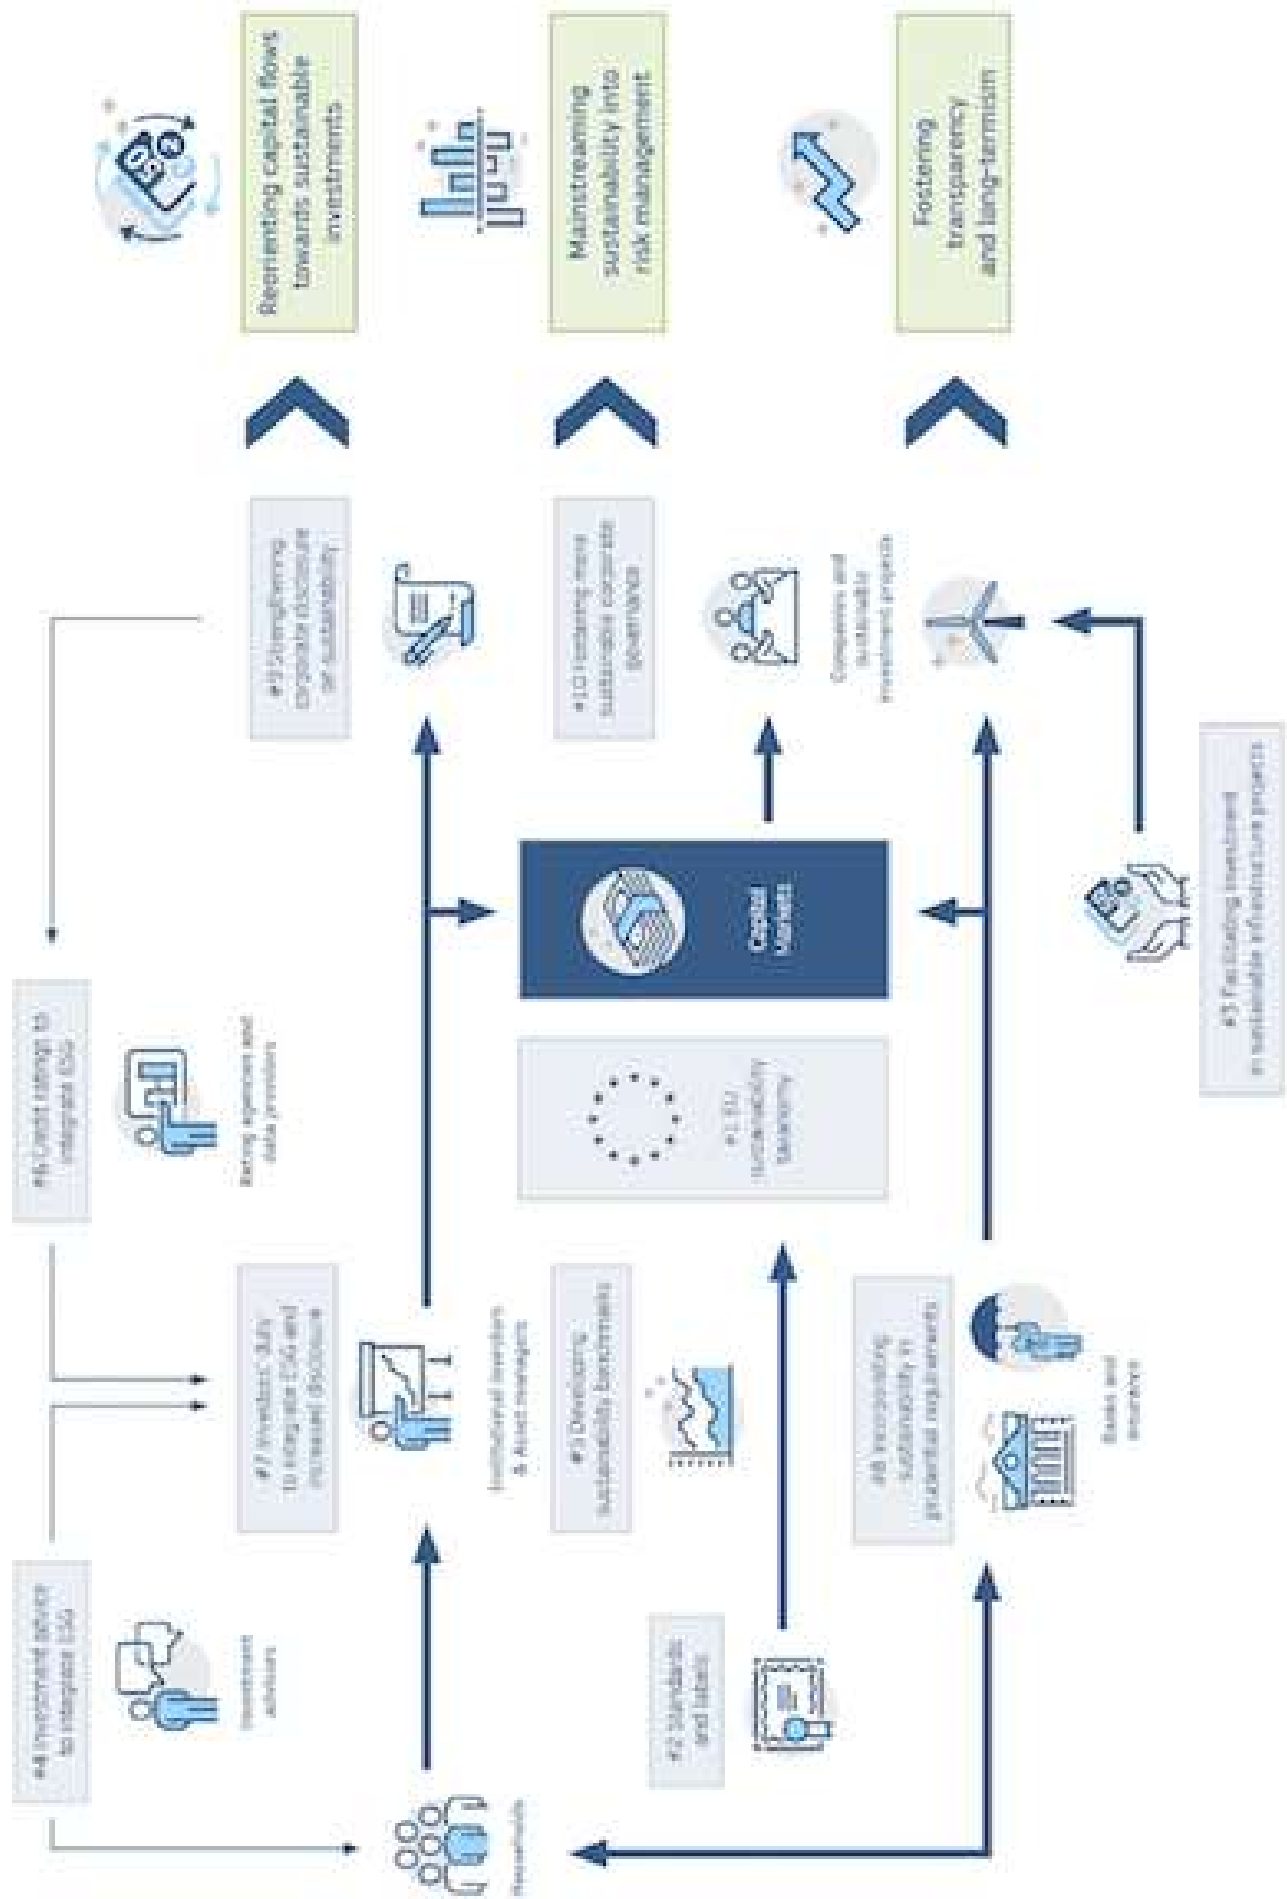 #4 Investment advice
to integrate ESG
Investment
advisors
#6 Credit ratings to
integrate ESG
Rating agencies and
data providers
Households
#7 Investors' duty
to integrate ESG and
increased disclosure
Institutional investors
& Asset managers
#9 Strengthening
corporate disclosure
on sustainability
Reorienting capital flows
towards sustainable
investments
#5 Developing
sustainability benchmarks
#2 Standards
and labels
#1 EU
sustainability
taxonomy
Capital
Markets
#10 Fostering more
sustainable corporate
governance
Companies and
sustainable
investment projects
Mainstreaming
sustainability into
risk management
#8 Incorporating
sustainability in
prudential requirements
Banks and
insurance
#3 Facilitating investment
in sustainable infrastructure projects
Fostering
trantparency
and long-termism